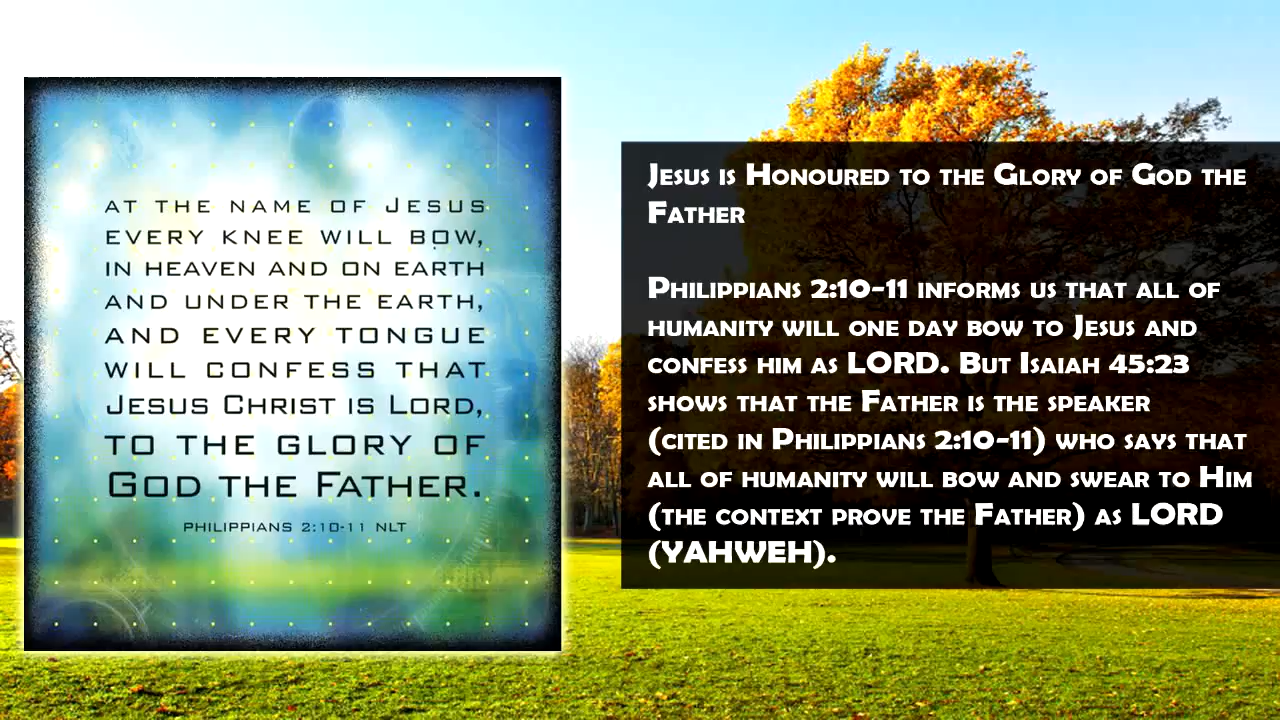 At the name of Jesus
every knee will bow,
in heaven and on earth
and under the earth,
and every tongue
will confess that
Jesus Christ is Lord,
to the glory of
God the Father.
Philippians 2:10-11 NLT
Jesus is Honoured to the Glory of God the
Father
Philippians 2:10-11 informs us that all of
humanity will one day bow to Jesus and
confess him as LORD. But Isaiah 45:23
shows that the Father is the speaker
(cited in Philippians 2:10-11) who says that
all of humanity will bow and swear to Him
(the context prove the Father) as LORD
(YAHWEH).